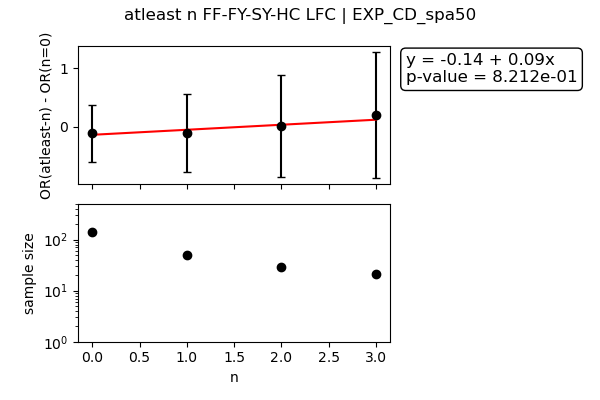 atleast n FF-FY-SY-HC LFC | EXP_CD_spa50
OR(atleast-n) - OR(n=0)
1
0
y = -0.14 + 0.09x
p-value = 8.212e-01
sample size
10²
10¹
10⁰
0.0 0.5 1.0 1.5 2.0 2.5 3.0
n